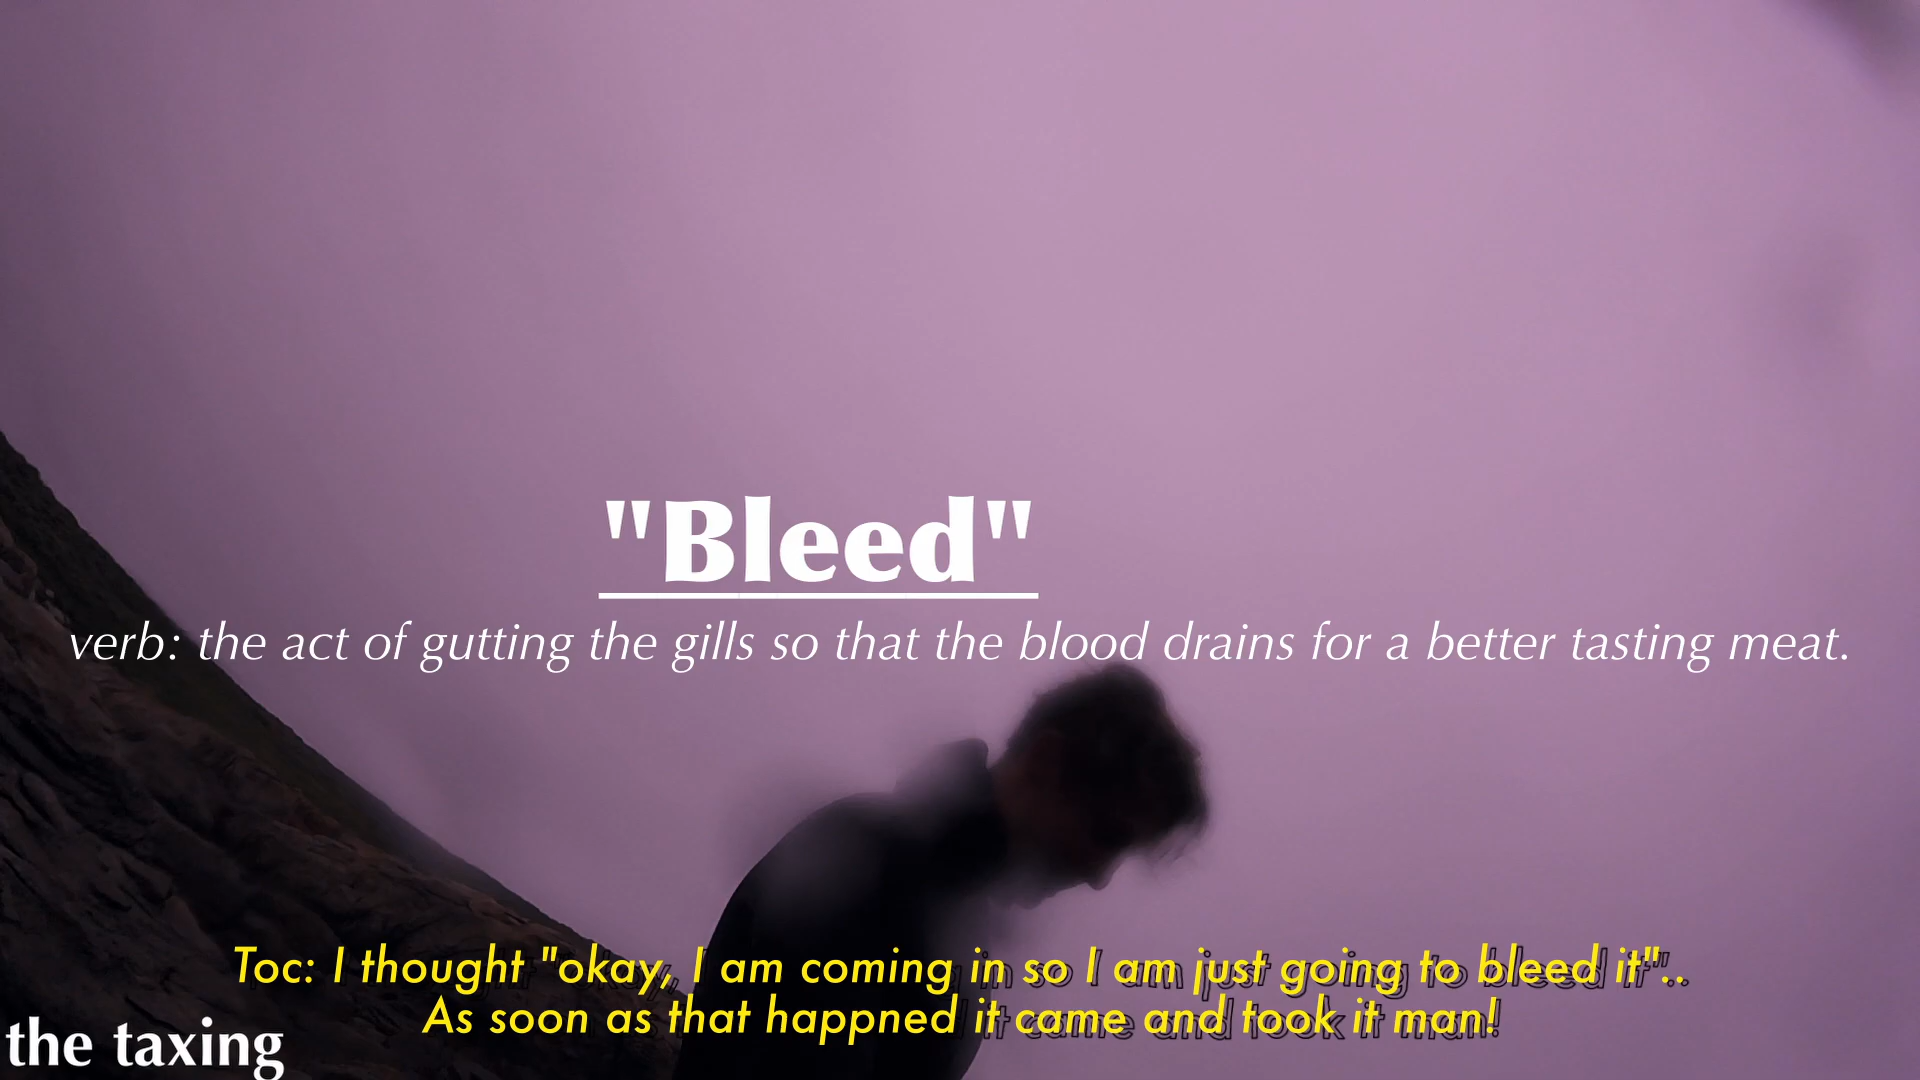 "Bleed"
verb: the act of gutting the gills so that the blood drains for a better tasting meat.
Toc: I thought "okay, I am coming in so I am just going to bleed it"..
As soon as that happned it came and took it man!
the taxing